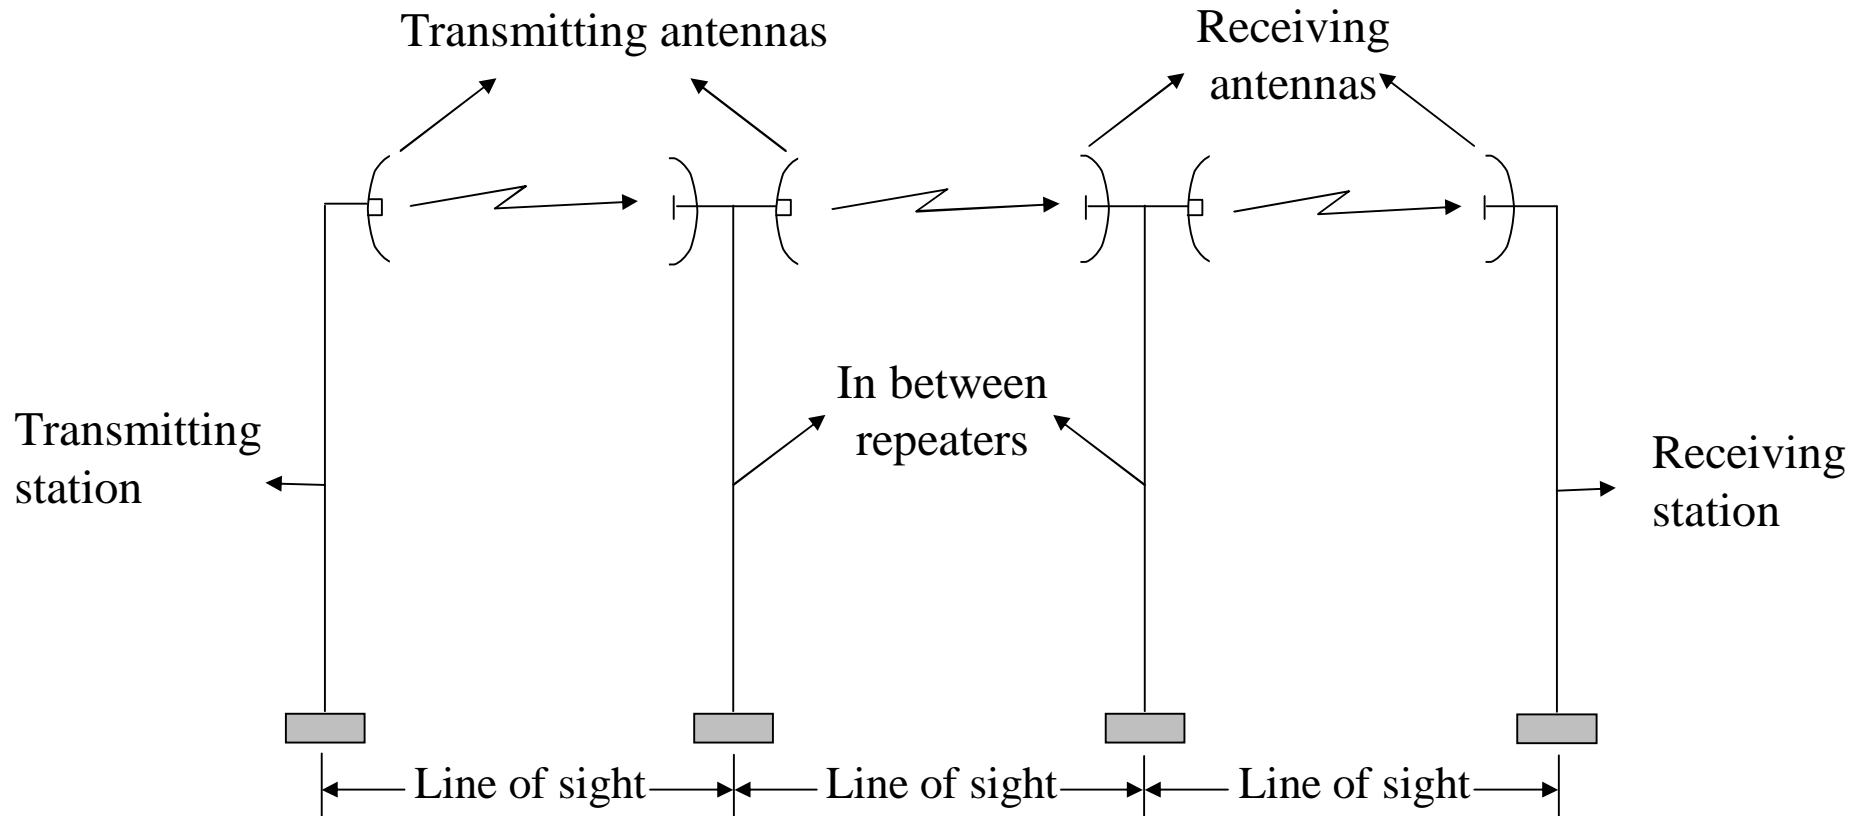 Transmitting antennas
Receiving
antennas
In between
repeaters
Transmitting
station
Receiving
station
Line of sight
Line of sight
Line of sight